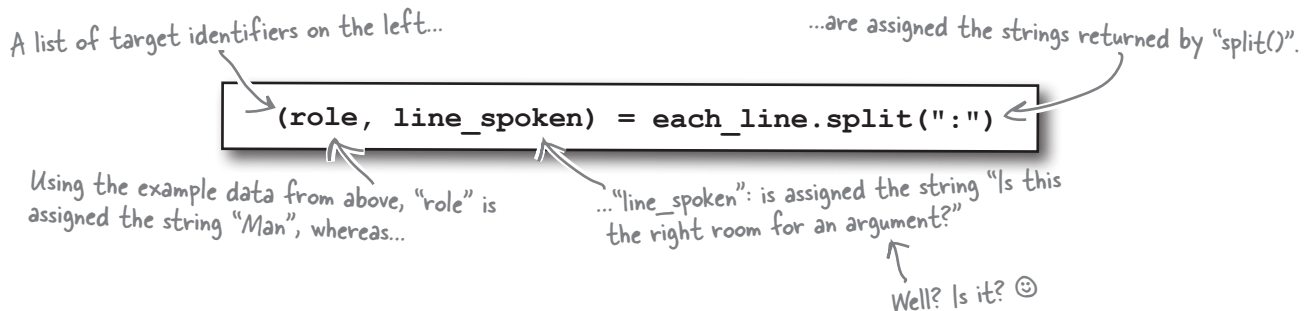 A list of target identifiers on the left...
...are assigned the strings returned by “split()”.
(role, line_spoken) = each_line.split(":")
Using the example data from above, “role” is
assigned the string “Man”, whereas...
...“line_spoken”: is assigned the string “Is this
the right room for an argument?”
Well? Is it? ☺